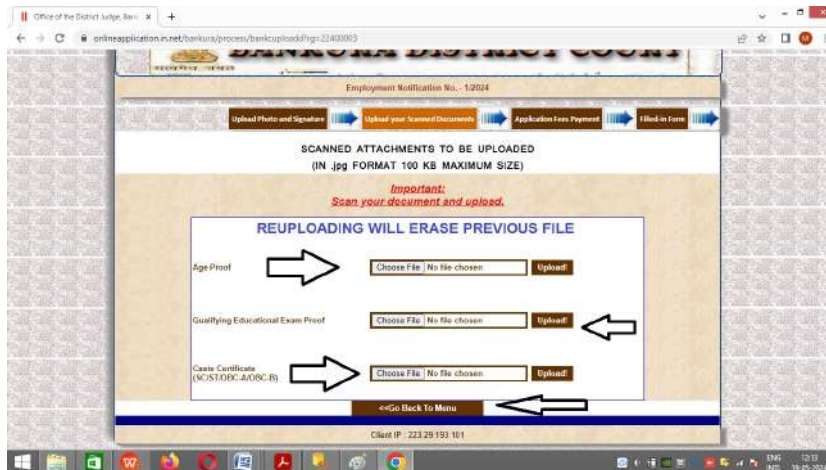 Office of the District Judge, Ban
onlineapplication.in.net/bankura/process/bankcuploadd?rg=22400003
BANKURA DISTRICT COURT
Employment Notification No. - 1/2024
Upload Photo and Signature
Upload your Scanned Documents
Application Fees Payment
Filled-in Form
SCANNED ATTACHMENTS TO BE UPLOADED
(IN .jpg FORMAT 100 KB MAXIMUM SIZE)
Important:
Scan your document and upload.
REUPLOADING WILL ERASE PREVIOUS FILE
Age Proof Choose File No file chosen Upload!
Qualifying Educational Exam Proof Choose File No file chosen Upload!
Caste Certificate
(SC/ST/OBC-A/OBC-B) Choose File No file chosen Upload!
<<Go Back To Menu
Client IP : 223.29.193.101
ENG 12:13
INTL